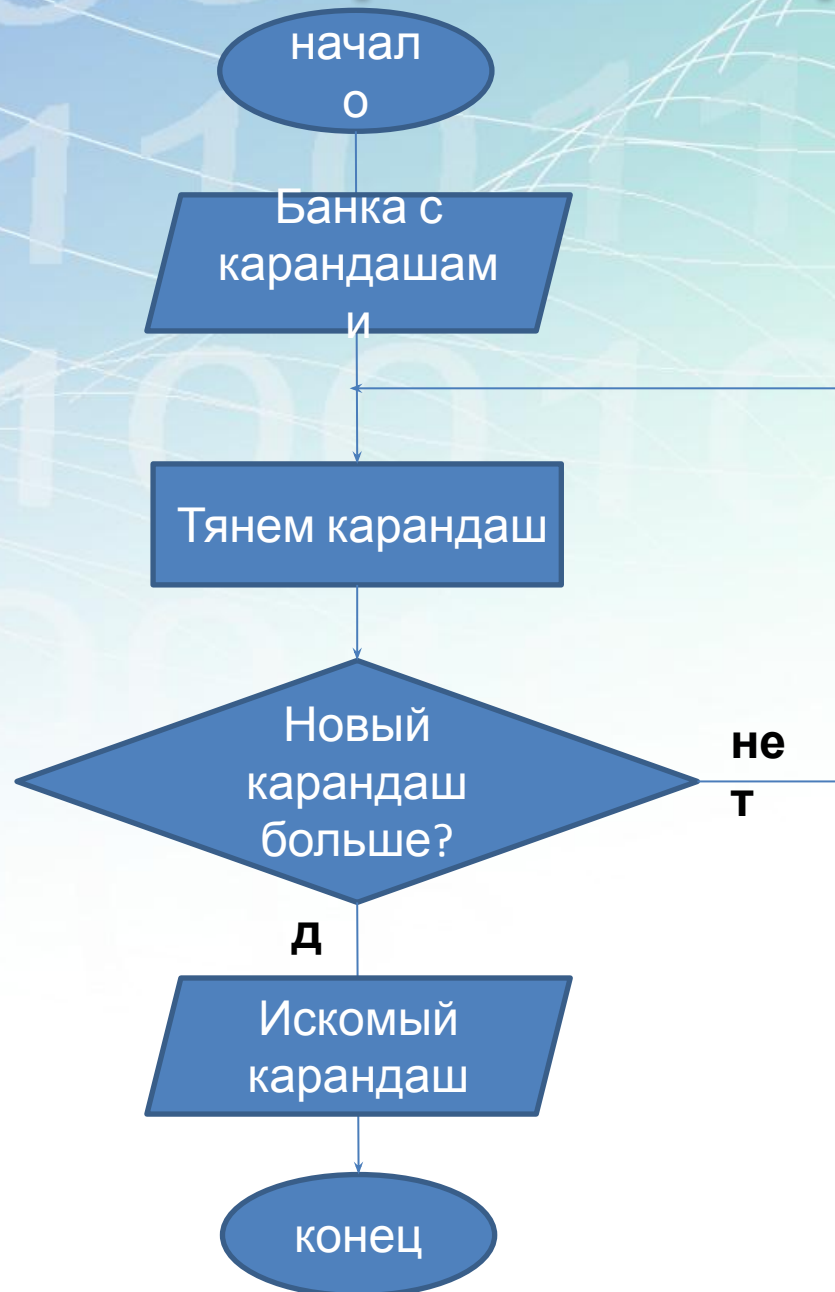 начал
о
Банка с
карандашам
и
Тянем карандаш
Новый
карандаш
больше?
не
т
д
Искомый
карандаш
конец